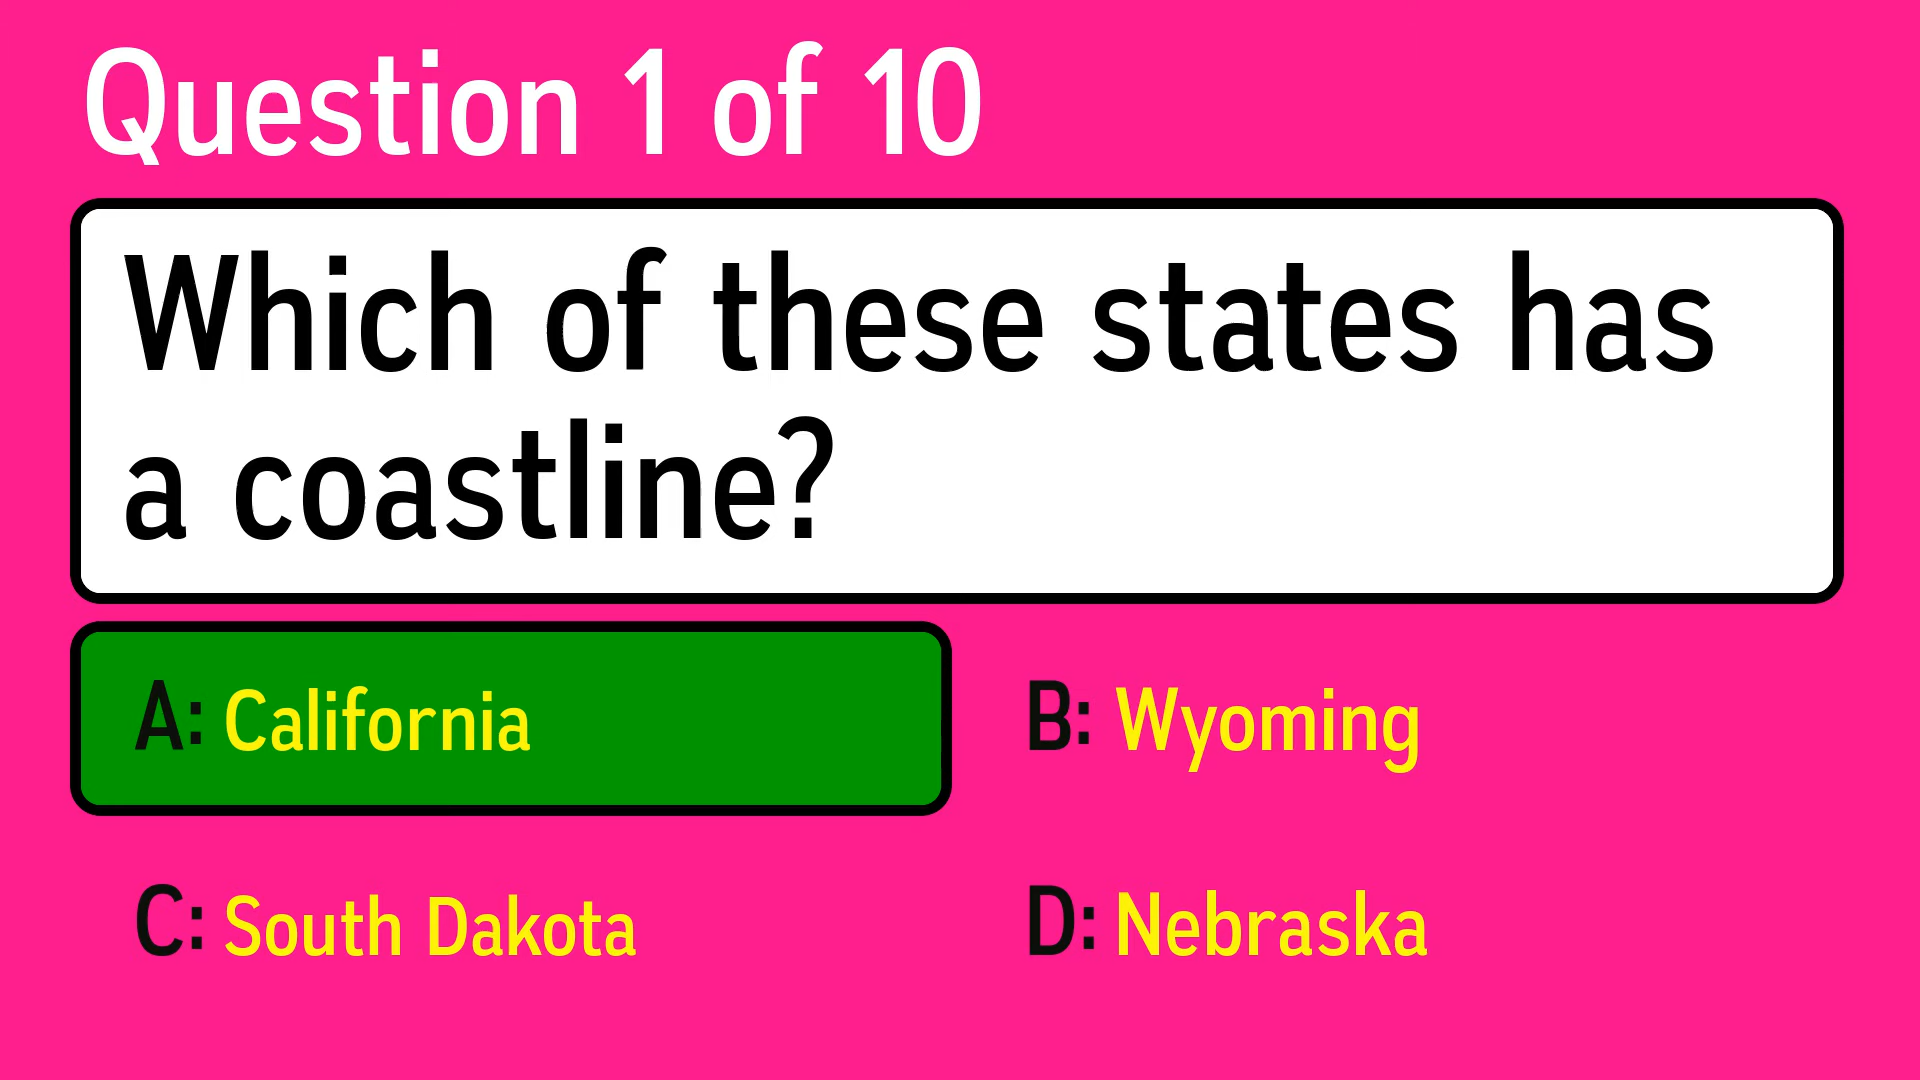 Question 1 of 10
Which of these states has
a coastline?
A: California
B: Wyoming
C: South Dakota
D: Nebraska